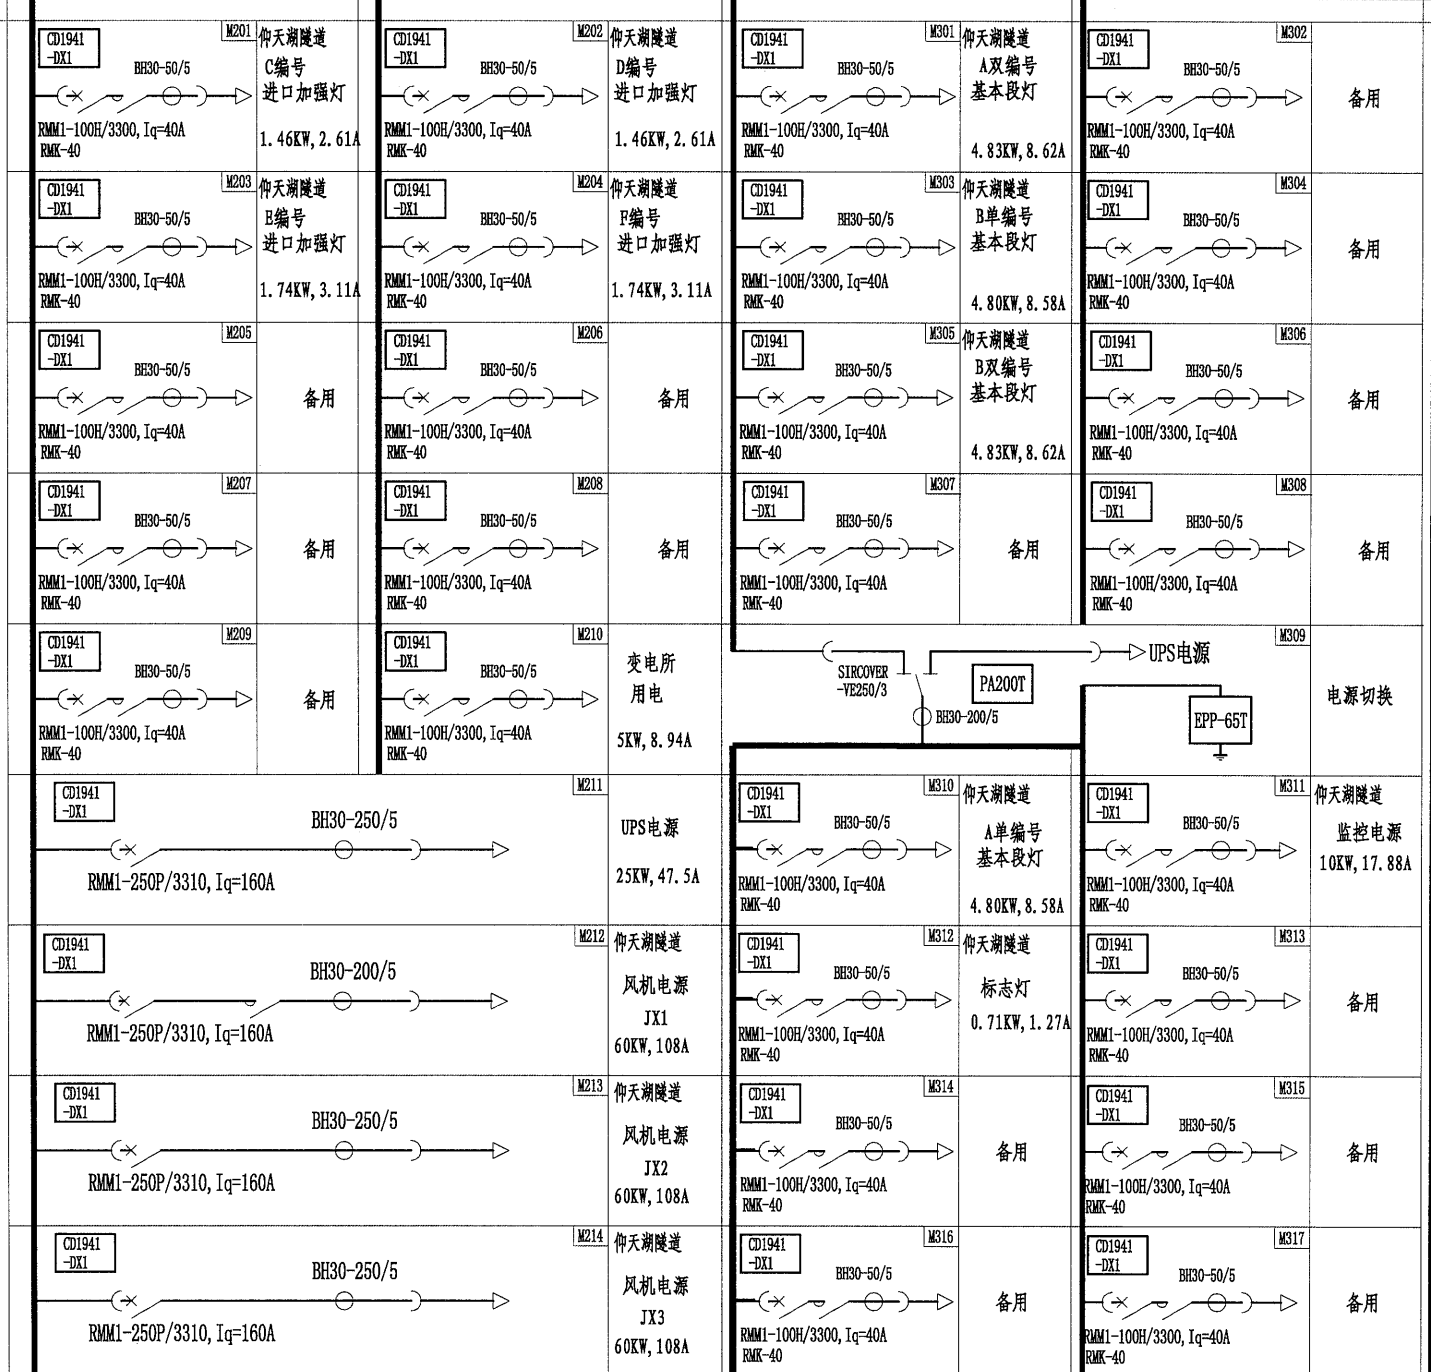 M201
CD1941
-DX1
BH30-50/5
RMM1-100H/3300, Iq=40A
RMK-40
仰天湖隧道
C编号
进口加强灯
1.46KW, 2.61A
M202
CD1941
-DX1
BH30-50/5
RMM1-100H/3300, Iq=40A
RMK-40
仰天湖隧道
D编号
进口加强灯
1.46KW, 2.61A
M301
CD1941
-DX1
BH30-50/5
RMM1-100H/3300, Iq=40A
RMK-40
仰天湖隧道
A双编号
基本段灯
4.83KW, 8.62A
M302
CD1941
-DX1
BH30-50/5
RMM1-100H/3300, Iq=40A
RMK-40
备用
M203
CD1941
-DX1
BH30-50/5
RMM1-100H/3300, Iq=40A
RMK-40
仰天湖隧道
E编号
进口加强灯
1.74KW, 3.11A
M204
CD1941
-DX1
BH30-50/5
RMM1-100H/3300, Iq=40A
RMK-40
仰天湖隧道
F编号
进口加强灯
1.74KW, 3.11A
M303
CD1941
-DX1
BH30-50/5
RMM1-100H/3300, Iq=40A
RMK-40
仰天湖隧道
B单编号
基本段灯
4.80KW, 8.58A
M304
CD1941
-DX1
BH30-50/5
RMM1-100H/3300, Iq=40A
RMK-40
备用
M205
CD1941
-DX1
BH30-50/5
RMM1-100H/3300, Iq=40A
RMK-40
备用
M206
CD1941
-DX1
BH30-50/5
RMM1-100H/3300, Iq=40A
RMK-40
备用
M305
CD1941
-DX1
BH30-50/5
RMM1-100H/3300, Iq=40A
RMK-40
仰天湖隧道
B双编号
基本段灯
4.83KW, 8.62A
M306
CD1941
-DX1
BH30-50/5
RMM1-100H/3300, Iq=40A
RMK-40
备用
M207
CD1941
-DX1
BH30-50/5
RMM1-100H/3300, Iq=40A
RMK-40
备用
M208
CD1941
-DX1
BH30-50/5
RMM1-100H/3300, Iq=40A
RMK-40
备用
M307
CD1941
-DX1
BH30-50/5
RMM1-100H/3300, Iq=40A
RMK-40
备用
M308
CD1941
-DX1
BH30-50/5
RMM1-100H/3300, Iq=40A
RMK-40
备用
M209
CD1941
-DX1
BH30-50/5
RMM1-100H/3300, Iq=40A
RMK-40
备用
M210
CD1941
-DX1
BH30-50/5
RMM1-100H/3300, Iq=40A
RMK-40
变电所
用电
5KW, 8.94A
M309
UPS电源
SIRCOVER
-VE250/3
PA200T
BH30-200/5
EPP-65T
电源切换
M211
CD1941
-DX1
BH30-250/5
RMM1-250P/3310, Iq=160A
UPS电源
25KW, 47.5A
M310
CD1941
-DX1
BH30-50/5
RMM1-100H/3300, Iq=40A
RMK-40
仰天湖隧道
A单编号
基本段灯
4.80KW, 8.58A
M311
CD1941
-DX1
BH30-50/5
RMM1-100H/3300, Iq=40A
RMK-40
仰天湖隧道
监控电源
10KW, 17.88A
M212
CD1941
-DX1
BH30-200/5
RMM1-250P/3310, Iq=160A
仰天湖隧道
风机电源
JX1
60KW, 108A
M312
CD1941
-DX1
BH30-50/5
RMM1-100H/3300, Iq=40A
RMK-40
仰天湖隧道
标志灯
0.71KW, 1.27A
M313
CD1941
-DX1
BH30-50/5
RMM1-100H/3300, Iq=40A
RMK-40
备用
M213
CD1941
-DX1
BH30-250/5
RMM1-250P/3310, Iq=160A
仰天湖隧道
风机电源
JX2
60KW, 108A
M314
CD1941
-DX1
BH30-50/5
RMM1-100H/3300, Iq=40A
RMK-40
备用
M315
CD1941
-DX1
BH30-50/5
RMM1-100H/3300, Iq=40A
RMK-40
备用
M214
CD1941
-DX1
BH30-250/5
RMM1-250P/3310, Iq=160A
仰天湖隧道
风机电源
JX3
60KW, 108A
M316
CD1941
-DX1
BH30-50/5
RMM1-100H/3300, Iq=40A
RMK-40
备用
M317
CD1941
-DX1
BH30-50/5
RMM1-100H/3300, Iq=40A
RMK-40
备用